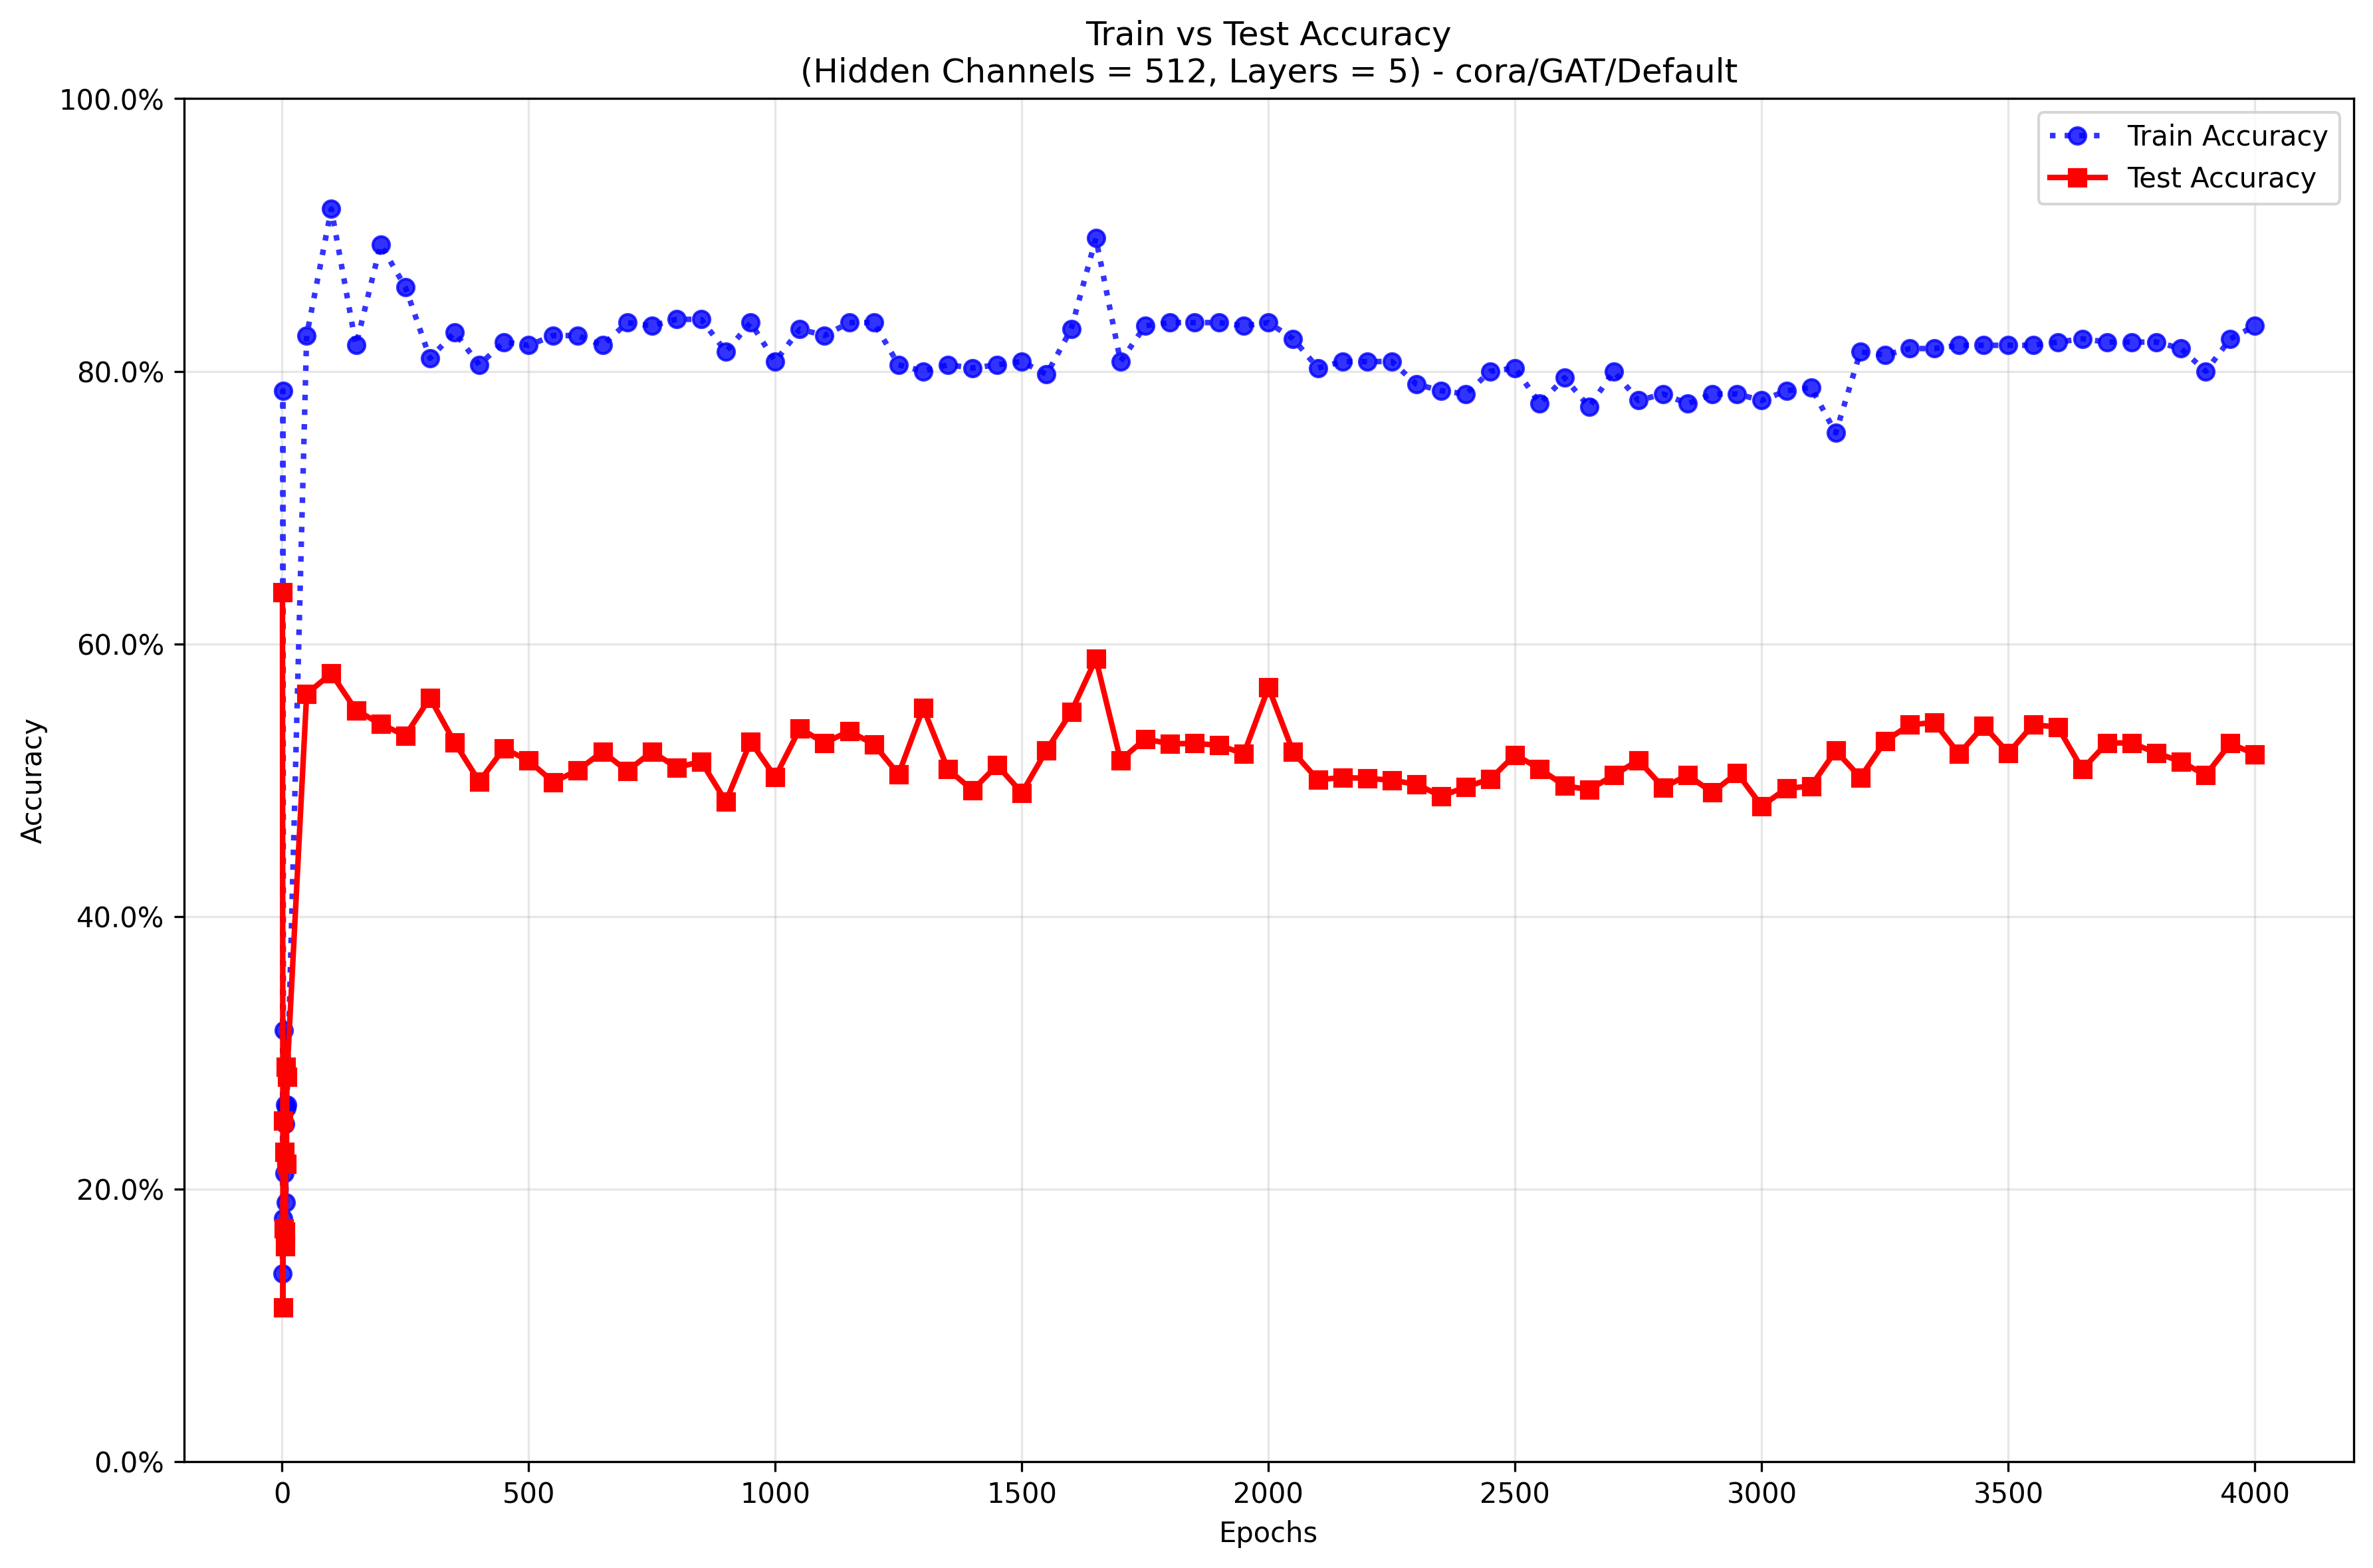 Train vs Test Accuracy
(Hidden Channels = 512, Layers = 5) - cora/GAT/Default
100.0%
80.0%
60.0%
40.0%
20.0%
0.0%
Accuracy
Train Accuracy
Test Accuracy
0 500 1000 1500 2000 2500 3000 3500 4000
Epochs